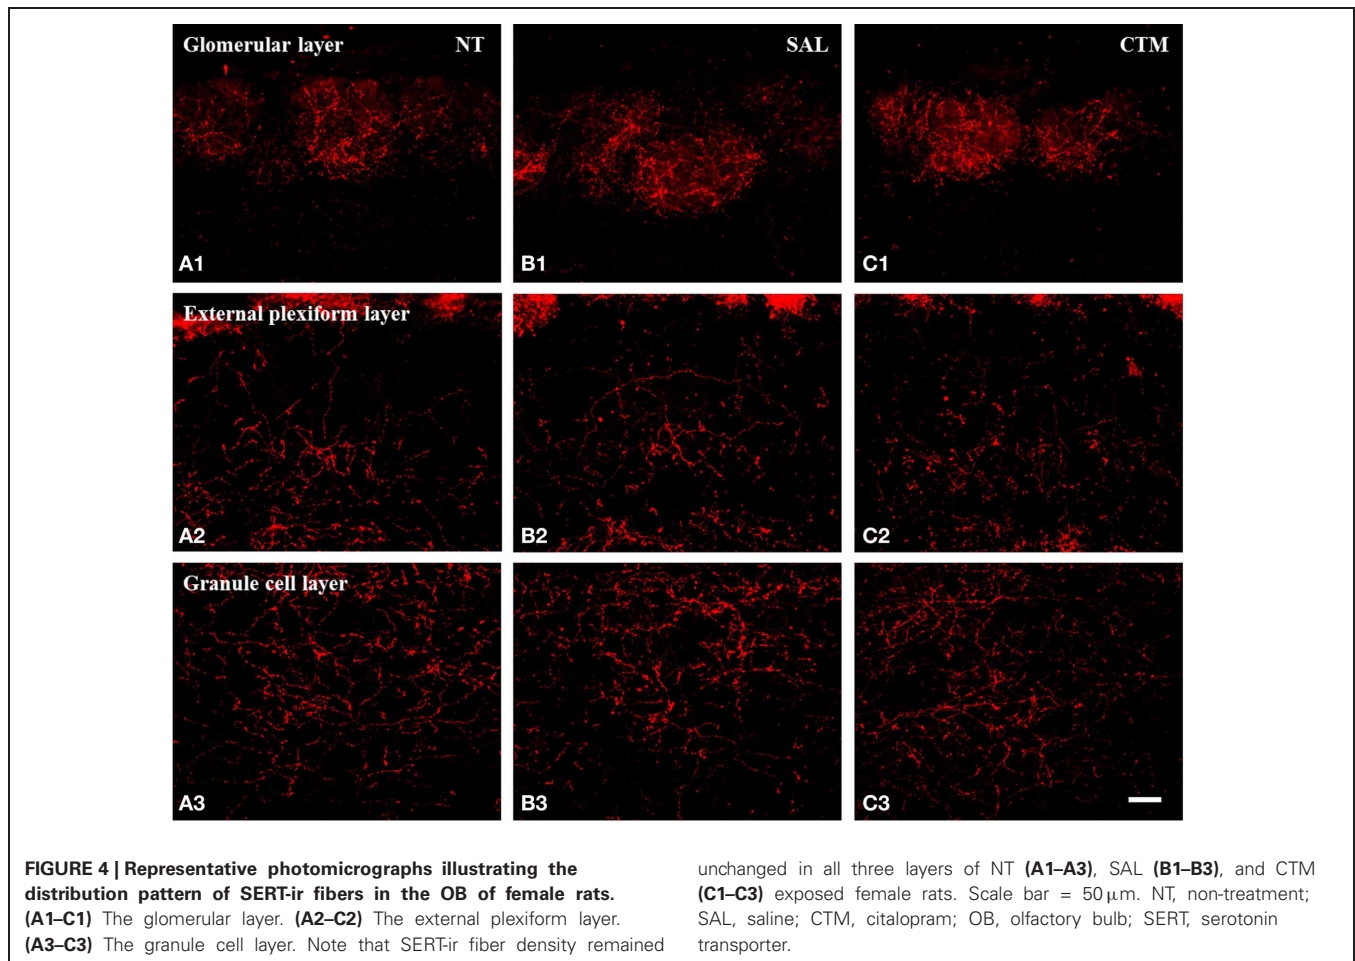 Glomerular layer NT
SAL
CTM
A1
B1
C1
External plexiform layer
A2
B2
C2
Granule cell layer
A3
B3
C3
FIGURE 4 | Representative photomicrographs illustrating the
distribution pattern of SERT-ir fibers in the OB of female rats.
(A1–C1) The glomerular layer. (A2–C2) The external plexiform layer.
(A3–C3) The granule cell layer. Note that SERT-ir fiber density remained
unchanged in all three layers of NT (A1–A3), SAL (B1–B3), and CTM
(C1–C3) exposed female rats. Scale bar = 50 μm. NT, non-treatment;
SAL, saline; CTM, citalopram; OB, olfactory bulb; SERT, serotonin
transporter.